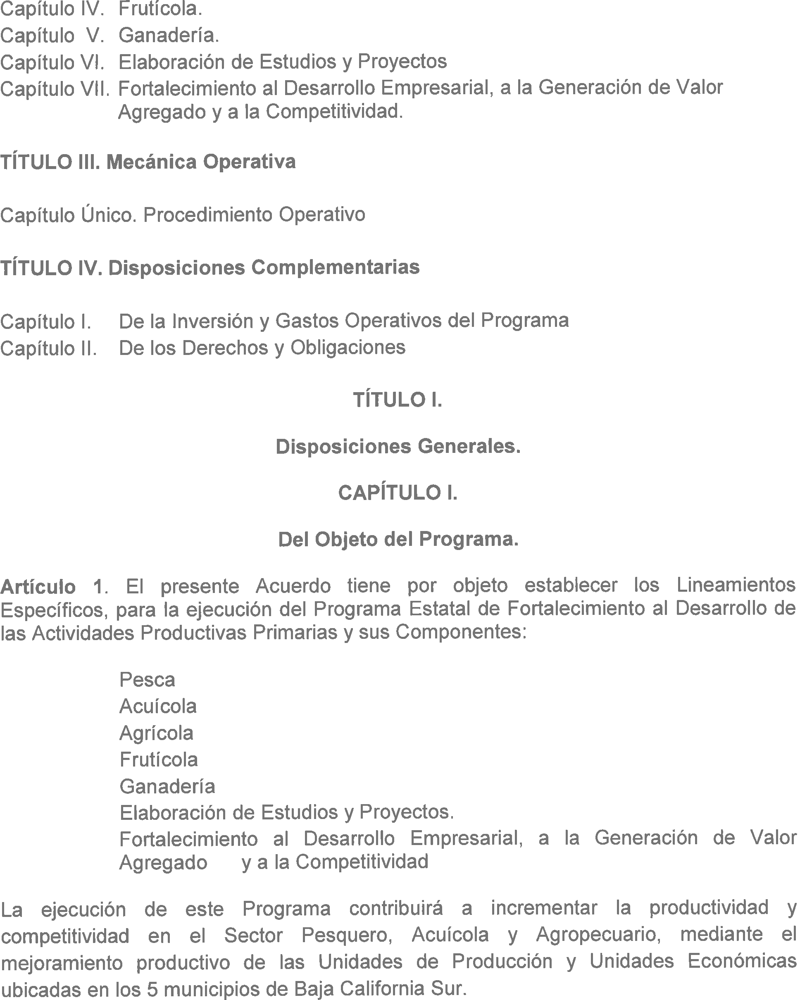 Capítulo IV. Frutícola.
Capítulo V. Ganadería.
Capítulo VI. Elaboración de Estudios y Proyectos
Capítulo VII. Fortalecimiento al Desarrollo Empresarial, a la Generación de Valor
Agregado y a la Competitividad.
TÍTULO III. Mecánica Operativa
Capítulo Único. Procedimiento Operativo
TÍTULO IV. Disposiciones Complementarias
Capítulo I. De la Inversión y Gastos Operativos del Programa
Capítulo II. De los Derechos y Obligaciones
TÍTULO I.
Disposiciones Generales.
CAPÍTULO I.
Del Objeto del Programa.
Artículo 1. El presente Acuerdo tiene por objeto establecer los Lineamientos
Específicos, para la ejecución del Programa Estatal de Fortalecimiento al Desarrollo de
las Actividades Productivas Primarias y sus Componentes:
Pesca
Acuícola
Agrícola
Frutícola
Ganadería
Elaboración de Estudios y Proyectos.
Fortalecimiento al Desarrollo Empresarial, a la Generación de Valor
Agregado y a la Competitividad
La ejecución de este Programa contribuirá a incrementar la productividad y
competitividad en el Sector Pesquero, Acuícola y Agropecuario, mediante el
mejoramiento productivo de las Unidades de Producción y Unidades Económicas
ubicadas en los 5 municipios de Baja California Sur.